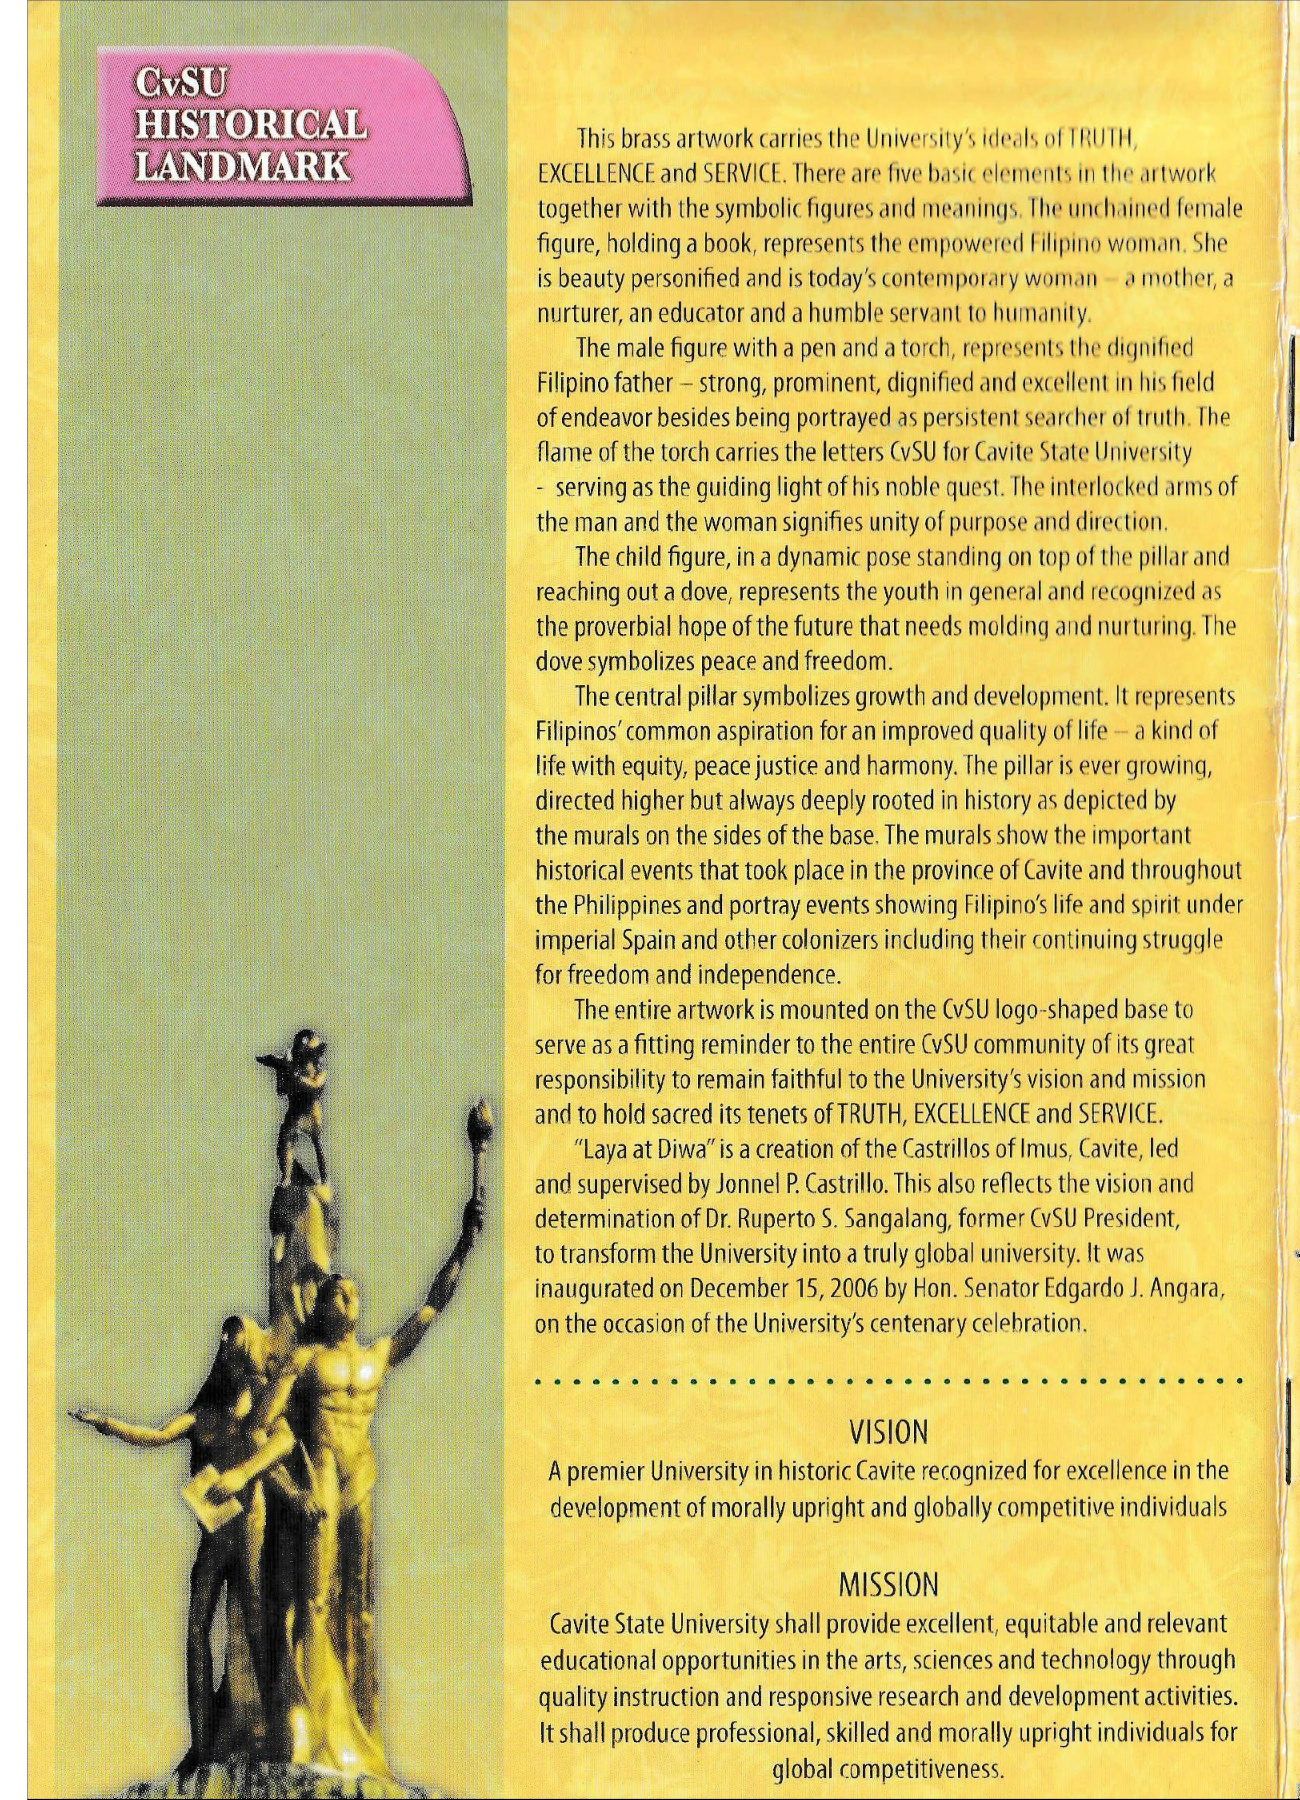 CvSU
HISTORICAL
LANDMARK
This brass artwork carries the University's ideals of TRUTH,
EXCELLENCE and SERVICE. There are five basic elements in the artwork
together with the symbolic figures and meanings. The unchained female
figure, holding a book, represents the empowered Filipino woman. She
is beauty personified and is today's contemporary woman – a mother, a
nurturer, an educator and a humble servant to humanity.
The male figure with a pen and a torch, represents the dignified
Filipino father – strong, prominent, dignified and excellent in his field
of endeavor besides being portrayed as persistent searcher of truth. The
flame of the torch carries the letters CvSU for Cavite State University
- serving as the guiding light of his noble quest. The interlocked arms of
the man and the woman signifies unity of purpose and direction.
The child figure, in a dynamic pose standing on top of the pillar and
reaching out a dove, represents the youth in general and recognized as
the proverbial hope of the future that needs molding and nurturing. The
dove symbolizes peace and freedom.
The central pillar symbolizes growth and development. It represents
Filipinos' common aspiration for an improved quality of life – a kind of
life with equity, peace justice and harmony. The pillar is ever growing,
directed higher but always deeply rooted in history as depicted by
the murals on the sides of the base. The murals show the important
historical events that took place in the province of Cavite and throughout
the Philippines and portray events showing Filipino's life and spirit under
imperial Spain and other colonizers including their continuing struggle
for freedom and independence.
The entire artwork is mounted on the CvSU logo-shaped base to
serve as a fitting reminder to the entire CvSU community of its great
responsibility to remain faithful to the University's vision and mission
and to hold sacred its tenets of TRUTH, EXCELLENCE and SERVICE.
"Laya at Diwa" is a creation of the Castrillos of Imus, Cavite, led
and supervised by Jonnel P. Castrillo. This also reflects the vision and
determination of Dr. Ruperto S. Sangalang, former CvSU President,
to transform the University into a truly global university. It was
inaugurated on December 15, 2006 by Hon. Senator Edgardo J. Angara,
on the occasion of the University's centenary celebration.
VISION
A premier University in historic Cavite recognized for excellence in the
development of morally upright and globally competitive individuals
MISSION
Cavite State University shall provide excellent, equitable and relevant
educational opportunities in the arts, sciences and technology through
quality instruction and responsive research and development activities.
It shall produce professional, skilled and morally upright individuals for
global competitiveness.